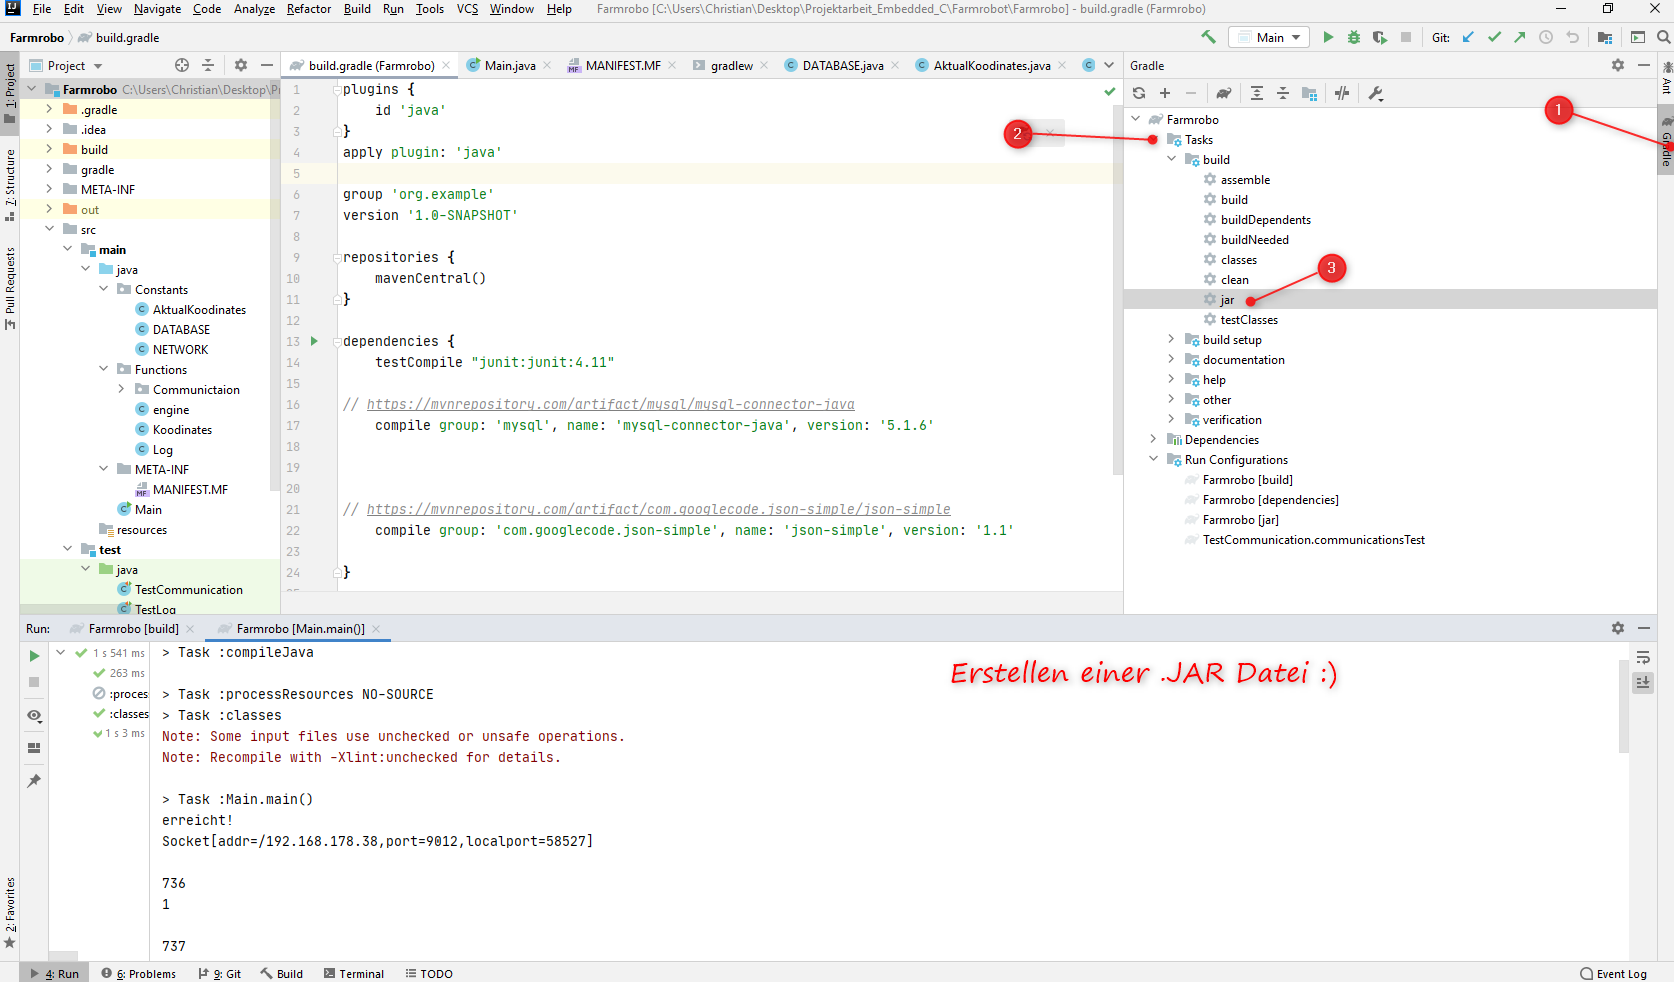 File Edit View Navigate Code Analyze Refactor Build Run Tools VCS Window Help Farmrobo [C:\Users\Christian\Desktop\Projektarbeit_Embedded_C\Farmrobot\Farmrobo] - build.gradle (Farmrobo)
Farmrobo build.gradle
Main
Git:
1: Project
7: Structure
Pull Requests
2: Favorites
Project
Farmrobo C:\Users\Christian\Desktop\P
.gradle
.idea
build
gradle
META-INF
out
src
main
java
Constants
AktualKoodinates
DATABASE
NETWORK
Functions
Communictaion
engine
Koodinates
Log
META-INF
MANIFEST.MF
Main
resources
test
java
TestCommunication
TestLog
build.gradle (Farmrobo) Main.java MANIFEST.MF gradlew DATABASE.java AktualKoodinates.java
1 plugins {
2 id 'java'
3 }
4 apply plugin: 'java'
5
6 group 'org.example'
7 version '1.0-SNAPSHOT'
8
9 repositories {
10 mavenCentral()
11 }
12
13 dependencies {
14 testCompile "junit:junit:4.11"
15
16 // https://mvnrepository.com/artifact/mysql/mysql-connector-java
17 compile group: 'mysql', name: 'mysql-connector-java', version: '5.1.6'
18
19
20
21 // https://mvnrepository.com/artifact/com.googlecode.json-simple/json-simple
22 compile group: 'com.googlecode.json-simple', name: 'json-simple', version: '1.1'
23
24 }
Gradle
Farmrobo
Tasks
build
assemble
build
buildDependents
buildNeeded
classes
clean
jar
testClasses
build setup
documentation
help
other
verification
Dependencies
Run Configurations
Farmrobo [build]
Farmrobo [dependencies]
Farmrobo [jar]
TestCommunication.communicationsTest
1
2
3
Ant
Gradle
Run: Farmrobo [build] Farmrobo [Main.main()]
1 s 541 ms
263 ms
:proces
:classes
1 s 3 ms
> Task :compileJava
> Task :processResources NO-SOURCE
> Task :classes
Note: Some input files use unchecked or unsafe operations.
Note: Recompile with -Xlint:unchecked for details.
> Task :Main.main()
erreicht!
Socket[addr=/192.168.178.38,port=9012,localport=58527]
736
1
737
Erstellen einer .JAR Datei :)
4: Run 6: Problems 9: Git Build Terminal TODO Event Log